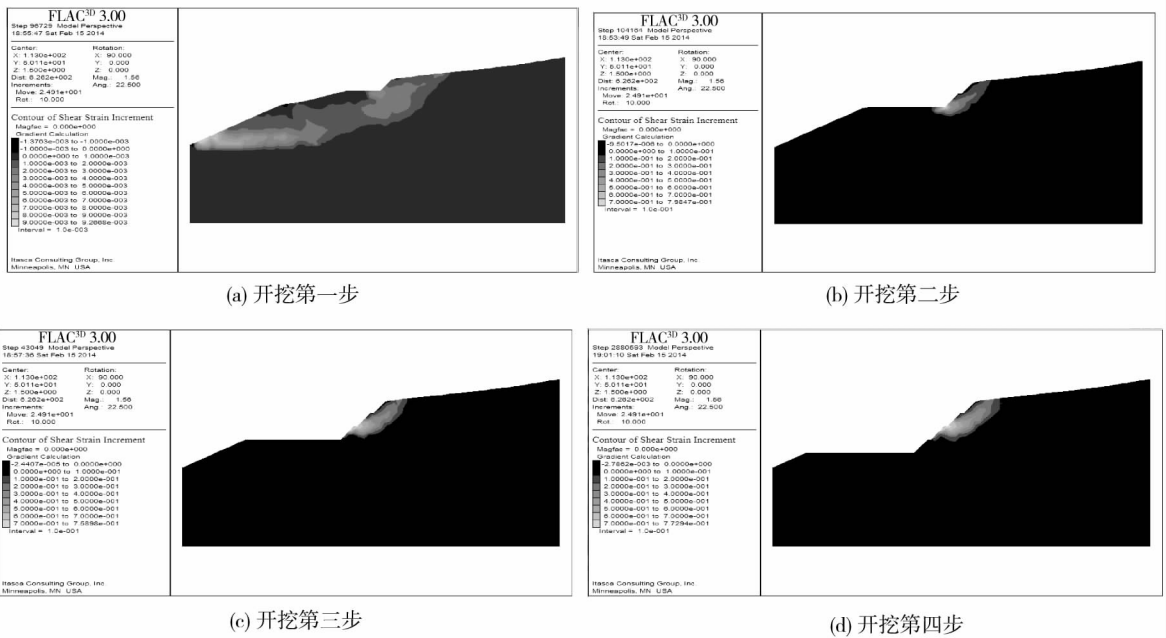 FLAC3D 3.00
Step 96729 Model Perspective
18:55:47 Sat Feb 15 2014
Center: Rotation:
X: 1.130e+002 X: 90.000
Y: 6.011e+001 Y: 0.000
Z: 1.500e+000 Z: 0.000
Dist: 6.262e+002 Mag.: 1.56
Increments: Ang.: 22.500
Move: 2.491e+001
Rot.: 10.000
Contour of Shear Strain Increment
Magfac = 0.000e+000
Gradient Calculation
-1.3763e-003 to -1.0000e-003
-1.0000e-003 to 0.0000e+000
0.0000e+000 to 1.0000e-003
1.0000e-003 to 2.0000e-003
2.0000e-003 to 3.0000e-003
3.0000e-003 to 4.0000e-003
4.0000e-003 to 5.0000e-003
5.0000e-003 to 6.0000e-003
6.0000e-003 to 7.0000e-003
7.0000e-003 to 8.0000e-003
8.0000e-003 to 9.0000e-003
9.0000e-003 to 9.2668e-003
Interval = 1.0e-003
Itasca Consulting Group, Inc.
Minneapolis, MN USA
(a) 开挖第一步
FLAC3D 3.00
Step 104164 Model Perspective
18:53:49 Sat Feb 15 2014
Center: Rotation:
X: 1.130e+002 X: 90.000
Y: 6.011e+001 Y: 0.000
Z: 1.500e+000 Z: 0.000
Dist: 6.262e+002 Mag.: 1.56
Increments: Ang.: 22.500
Move: 2.491e+001
Rot.: 10.000
Contour of Shear Strain Increment
Magfac = 0.000e+000
Gradient Calculation
0.0000e+000 to 1.0000e-001
1.0000e-001 to 2.0000e-001
2.0000e-001 to 3.0000e-001
3.0000e-001 to 4.0000e-001
4.0000e-001 to 5.0000e-001
5.0000e-001 to 6.0000e-001
6.0000e-001 to 7.0000e-001
7.0000e-001 to 7.9847e-001
Interval = 1.0e-001
Itasca Consulting Group, Inc.
Minneapolis, MN USA
(b) 开挖第二步
FLAC3D 3.00
Step 43049 Model Perspective
18:57:36 Sat Feb 15 2014
Center: Rotation:
X: 1.130e+002 X: 90.000
Y: 6.011e+001 Y: 0.000
Z: 1.500e+000 Z: 0.000
Dist: 6.262e+002 Mag.: 1.56
Increments: Ang.: 22.500
Move: 2.491e+001
Rot.: 10.000
Contour of Shear Strain Increment
Magfac = 0.000e+000
Gradient Calculation
-2.4407e-005 to 0.0000e+000
0.0000e+000 to 1.0000e-001
1.0000e-001 to 2.0000e-001
2.0000e-001 to 3.0000e-001
3.0000e-001 to 4.0000e-001
4.0000e-001 to 5.0000e-001
5.0000e-001 to 6.0000e-001
6.0000e-001 to 7.0000e-001
Interval = 1.0e-001
Itasca Consulting Group, Inc.
Minneapolis, MN USA
(c) 开挖第三步
FLAC3D 3.00
Model Perspective
19:01:10 Sat Feb 15 2014
Center: Rotation:
X: 1.130e+002 X: 90.000
Y: 6.011e+001 Y: 0.000
Z: 1.500e+000 Z: 0.000
Dist: 6.262e+002 Mag.: 1.56
Increments: Ang.: 22.500
Move: 2.491e+001
Rot.: 10.000
Contour of Shear Strain Increment
Magfac = 0.000e+000
Gradient Calculation
-2.7862e-003 to 0.0000e+000
0.0000e+000 to 1.0000e-001
1.0000e-001 to 2.0000e-001
2.0000e-001 to 3.0000e-001
3.0000e-001 to 4.0000e-001
4.0000e-001 to 5.0000e-001
5.0000e-001 to 6.0000e-001
6.0000e-001 to 7.0000e-001
7.0000e-001 to 7.7294e-001
Interval = 1.0e-001
Itasca Consulting Group, Inc.
Minneapolis, MN USA
(d) 开挖第四步